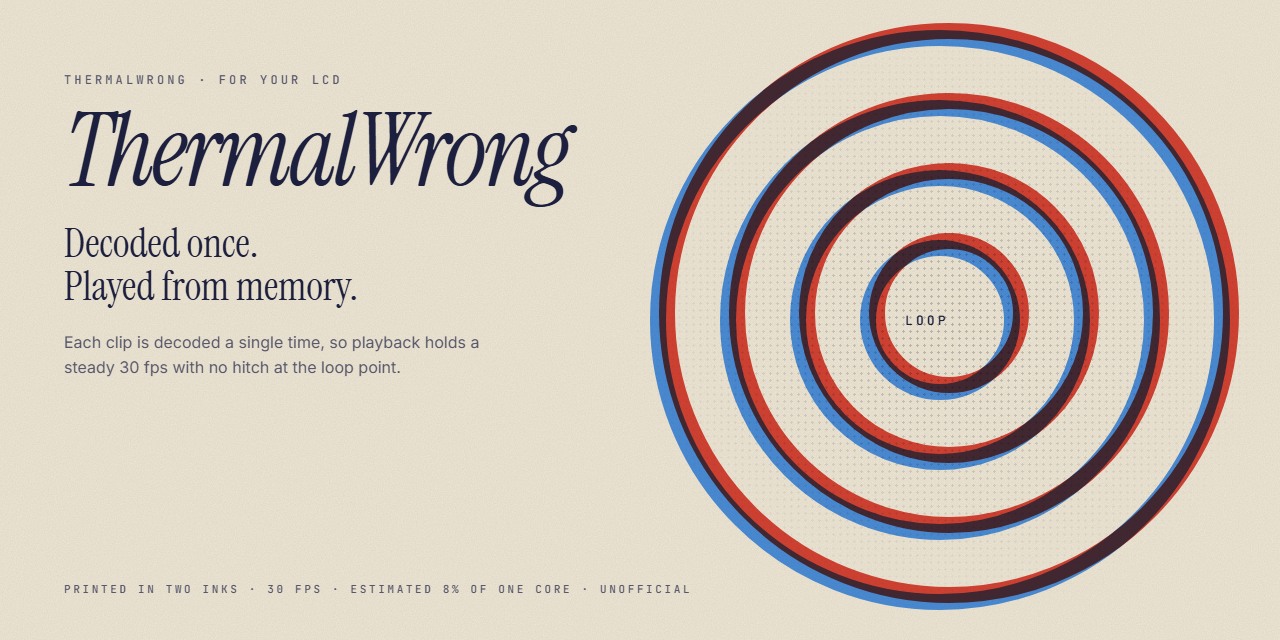 THERMALWRONG · FOR YOUR LCD
ThermalWrong
Decoded once.
Played from memory.
Each clip is decoded a single time, so playback holds a
steady 30 fps with no hitch at the loop point.
LOOP
PRINTED IN TWO INKS · 30 FPS · ESTIMATED 8% OF ONE CORE · UNOFFICIAL